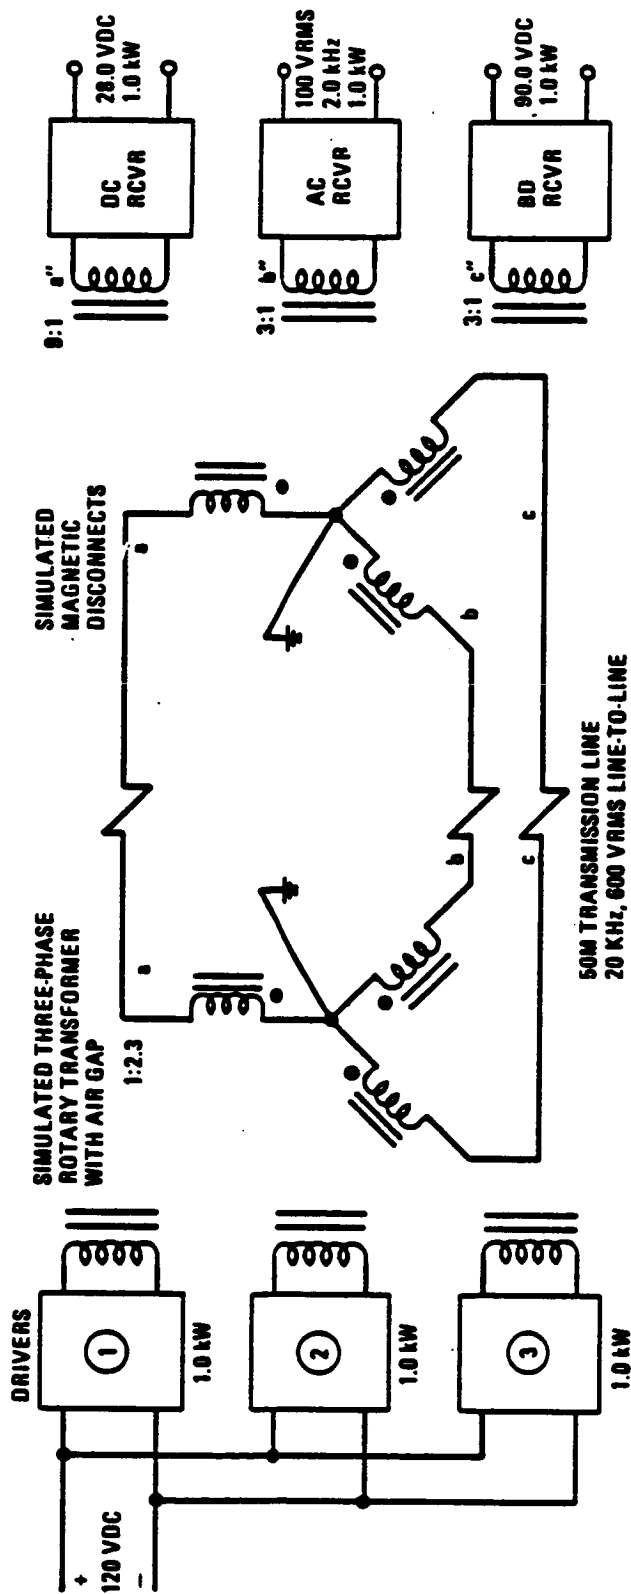 DRIVERS
+
120 VDC
−
1
1.0 kW
2
1.0 kW
3
1.0 kW
SIMULATED THREE-PHASE
ROTARY TRANSFORMER
WITH AIR GAP
1:2.3
a
b
c
50M TRANSMISSION LINE
20 KHz, 600 VRMS LINE-TO-LINE
SIMULATED
MAGNETIC
DISCONNECTS
a
b
c
9:1
a"
DC
RCVR
28.0 VDC
1.0 kW
3:1
b"
AC
RCVR
100 VRMS
2.0 kHz
1.0 kW
3:1
c"
BD
RCVR
90.0 VDC
1.0 kW